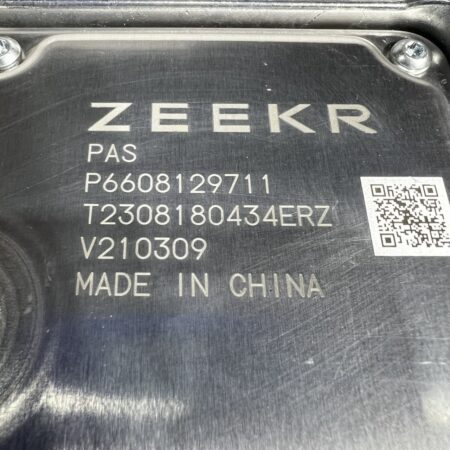 ZEEKR
PAS
P6608129711
T2308180434ERZ
V210309
MADE IN CHINA